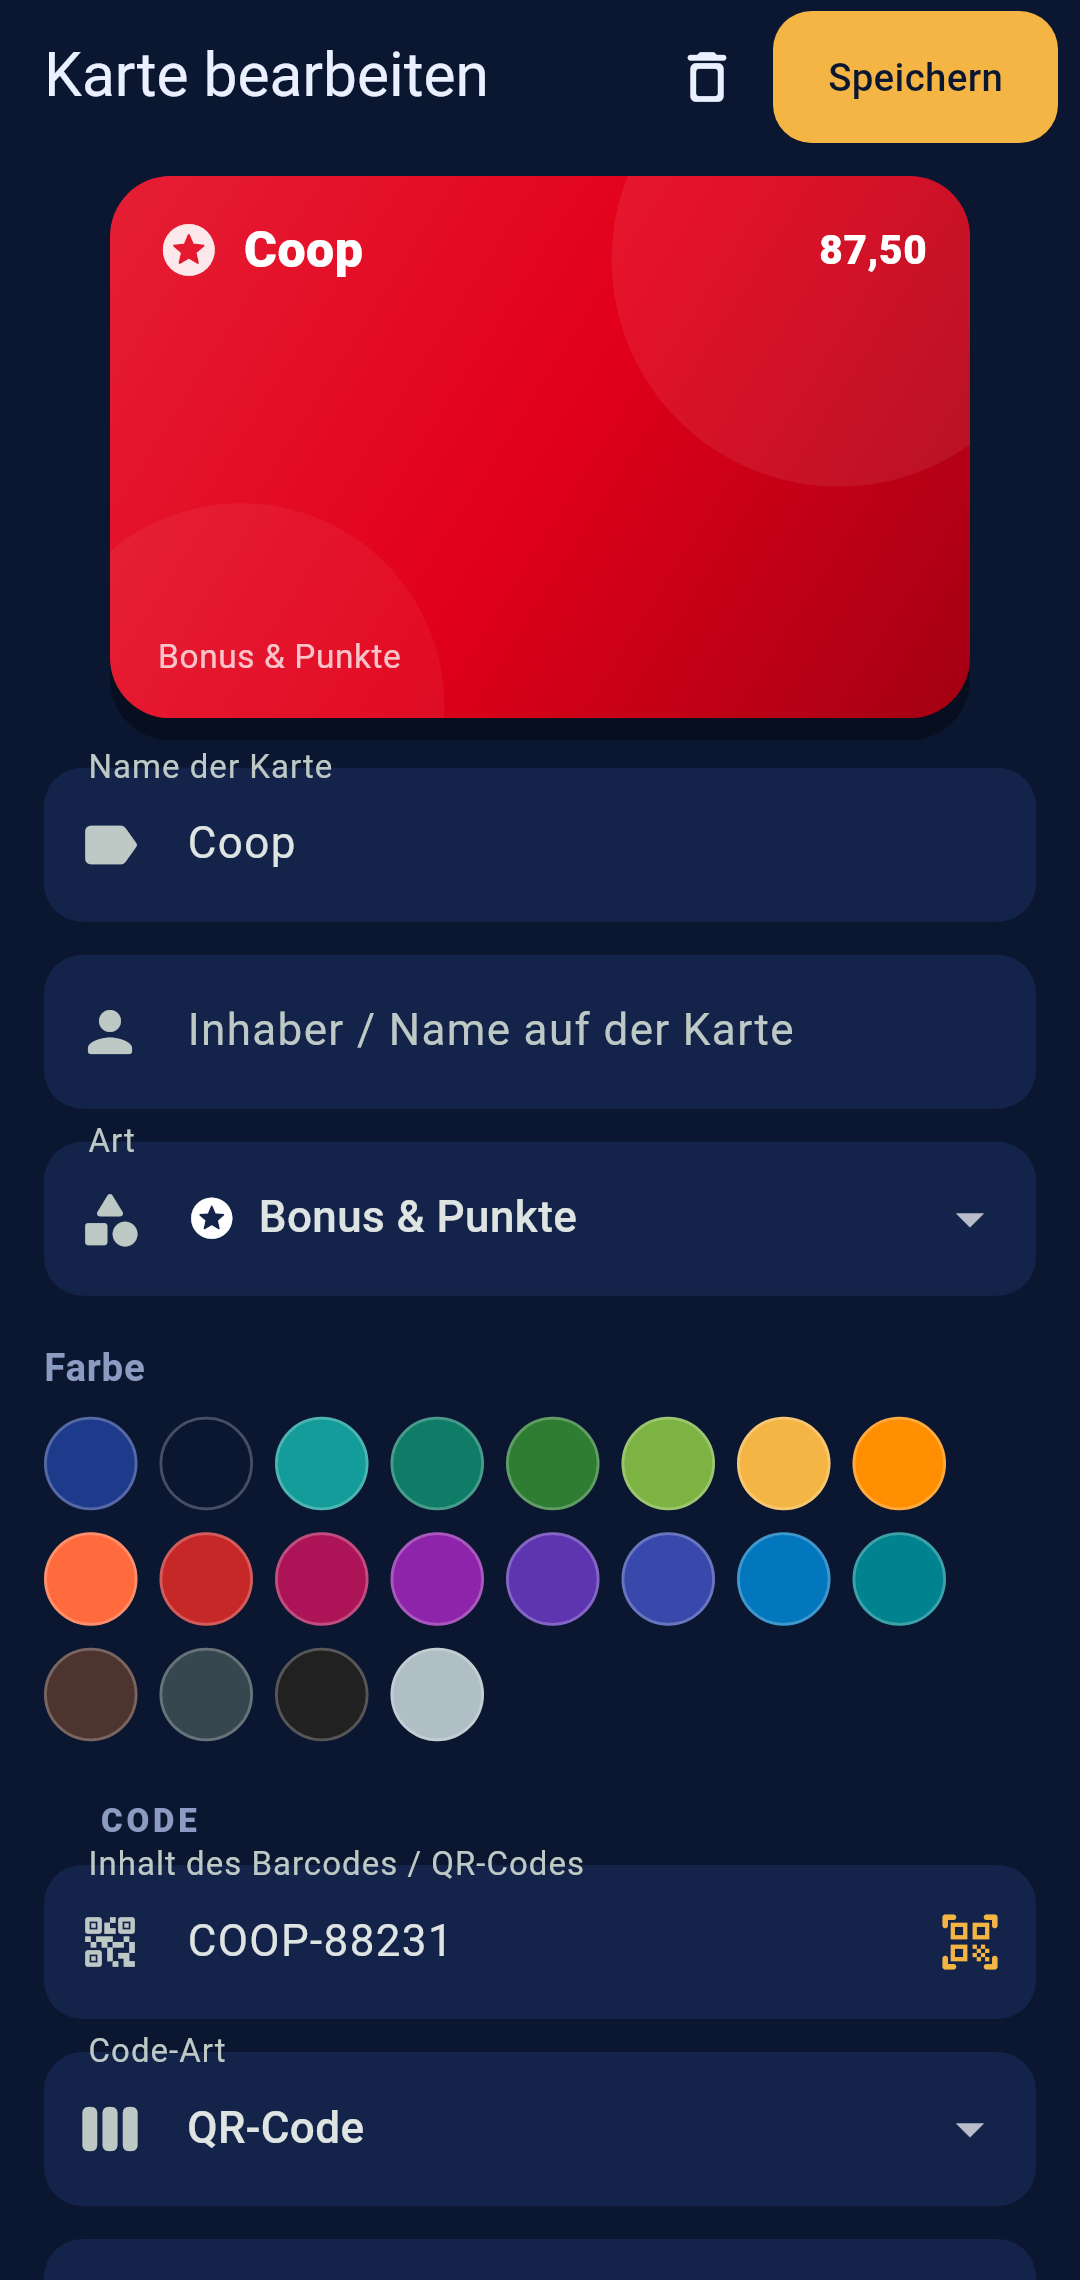 Karte bearbeiten
Speichern
Coop
87,50
Bonus & Punkte
Name der Karte
Coop
Inhaber / Name auf der Karte
Art
Bonus & Punkte
Farbe
CODE
Inhalt des Barcodes / QR-Codes
COOP-88231
Code-Art
QR-Code